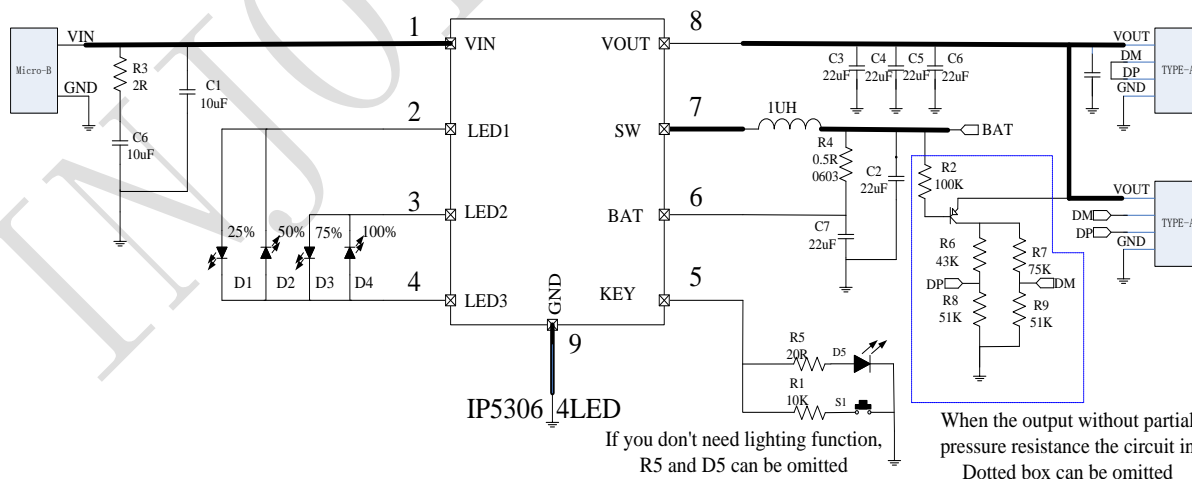 1
8
VIN
VOUT
Micro-B
GND
R3
2R
C1
10uF
C6
10uF
VIN
VOUT
C3
22uF
C4
22uF
C5
22uF
C6
22uF
VOUT
DM
DP
GND
TYPE-A
2
LED1
7
SW
1UH
BAT
R4
0.5R
0603
C2
22uF
R2
100K
3
LED2
6
BAT
C7
22uF
VOUT
DM
DP
GND
TYPE-A
25%
50%
75%
100%
D1
D2
D3
D4
R6
43K
R7
75K
DP
DM
R8
51K
R9
51K
4
LED3
GND
9
KEY
5
R5
20R
D5
R1
10K
S1
IP5306 4LED
If you don't need lighting function,
R5 and D5 can be omitted
When the output without partial
pressure resistance the circuit in
Dotted box can be omitted